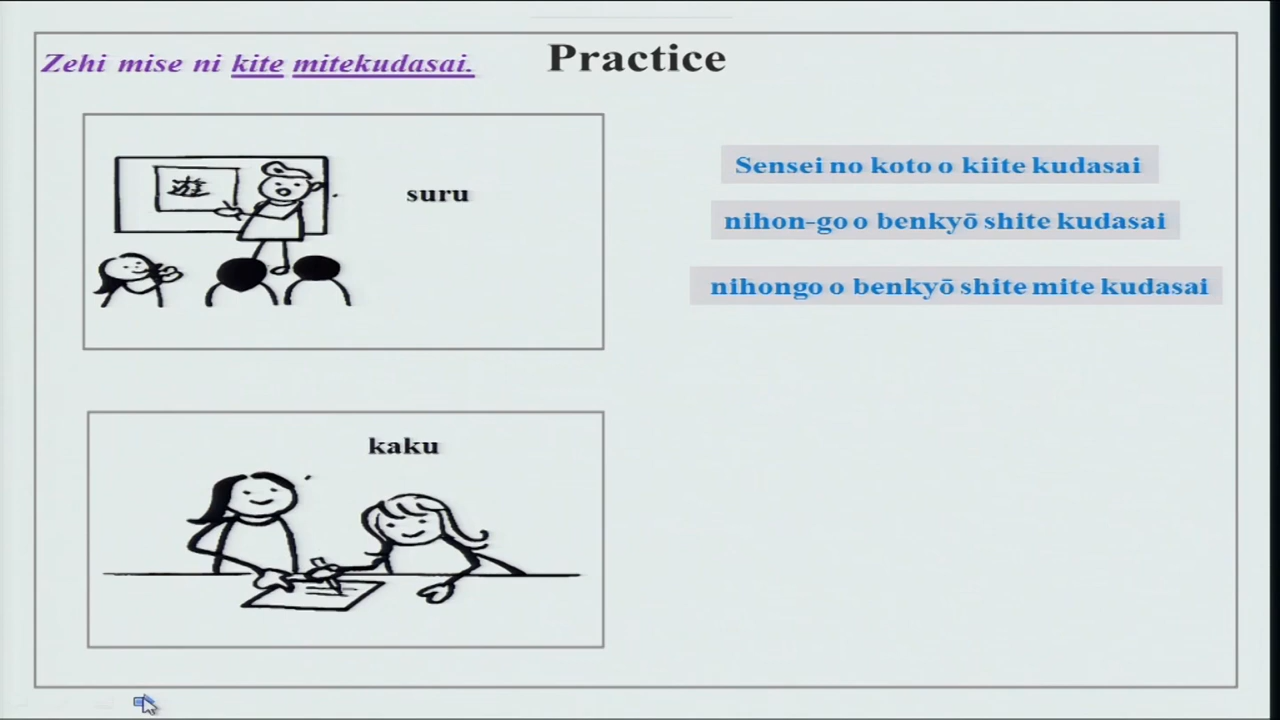 Zehi mise ni kite mitekudasai.
Practice
遊
suru
Sensei no koto o kiite kudasai
nihon-go o benkyō shite kudasai
nihongo o benkyō shite mite kudasai
kaku